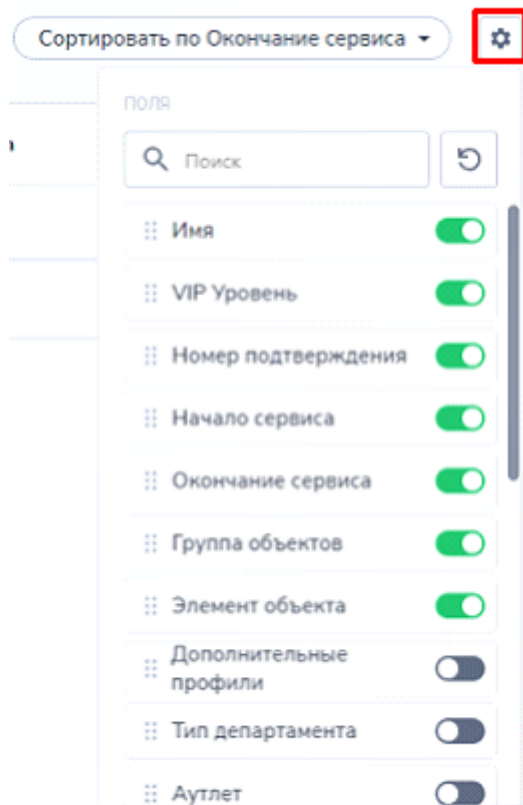 Сортировать по Окончание сервиса
ПОЛЯ
Поиск
Имя
VIP Уровень
Номер подтверждения
Начало сервиса
Окончание сервиса
Группа объектов
Элемент объекта
Дополнительные
профили
Тип департамента
Аутлет